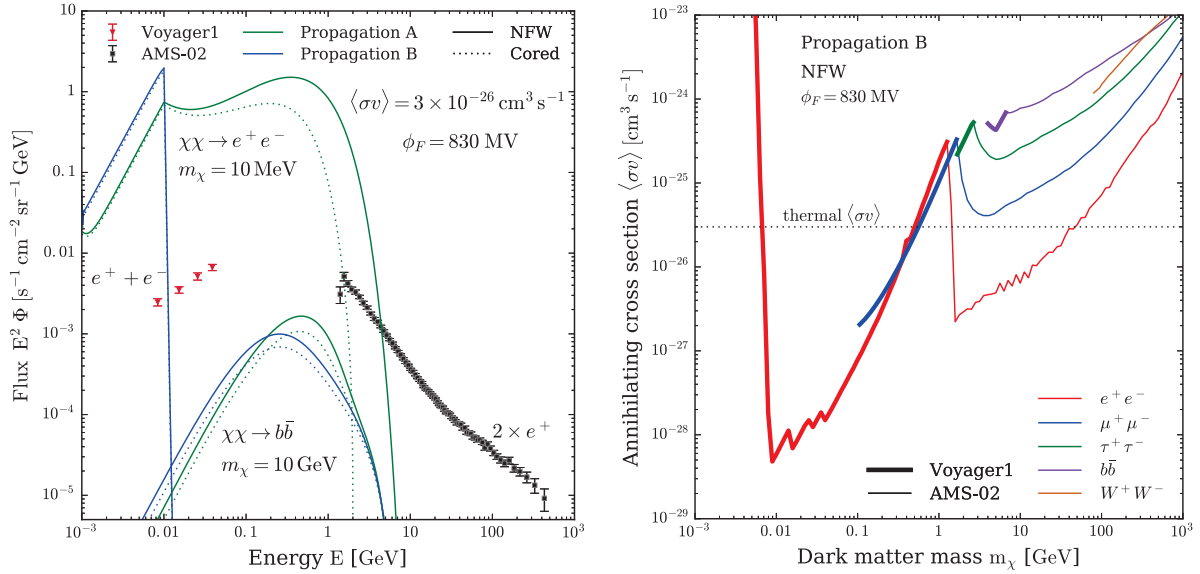 Voyager1
AMS-02
Propagation A
Propagation B
NFW
Cored
⟨σv⟩ = 3 × 10⁻²⁶ cm³ s⁻¹
ϕ_F = 830 MV
χχ → e⁺ e⁻
m_χ = 10 MeV
e⁺ + e⁻
χχ → bb̄
m_χ = 10 GeV
2 × e⁺
Flux E² Φ [s⁻¹ cm⁻² sr⁻¹ GeV]
10
1
0.1
0.01
10⁻³
10⁻⁴
10⁻⁵
10⁻³ 0.01 0.1 1 10 100 10³
Energy E [GeV]
Propagation B
NFW
ϕ_F = 830 MV
thermal ⟨σv⟩
Voyager1
AMS-02
e⁺ e⁻
μ⁺ μ⁻
τ⁺ τ⁻
bb̄
W⁺ W⁻
Annihilating cross section ⟨σv⟩ [cm³ s⁻¹]
10⁻²³
10⁻²⁴
10⁻²⁵
10⁻²⁶
10⁻²⁷
10⁻²⁸
10⁻²⁹
10⁻³ 0.01 0.1 1 10 100 10³
Dark matter mass m_χ [GeV]